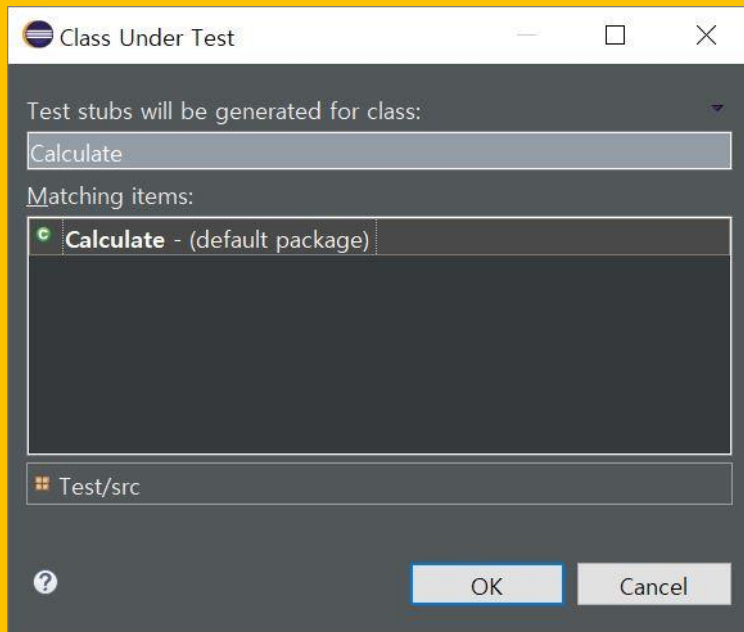 Class Under Test
Test stubs will be generated for class:
Calculate
Matching items:
C Calculate - (default package)
Test/src
?
OK
Cancel